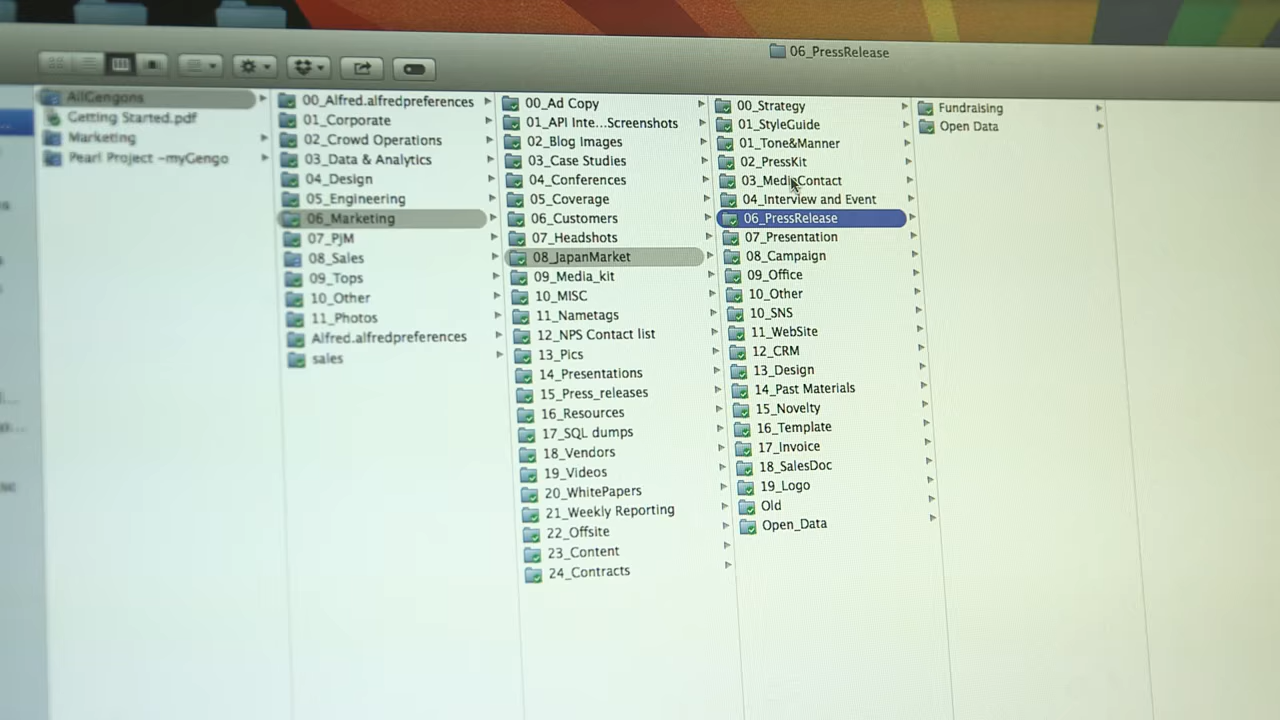 06_PressRelease
AllGengons
Getting Started.pdf
Marketing
Pearl Project -myGengo
00_Alfred.alfredpreferences
01_Corporate
02_Crowd Operations
03_Data & Analytics
04_Design
05_Engineering
06_Marketing
07_PjM
08_Sales
09_Tops
10_Other
11_Photos
Alfred.alfredpreferences
sales
00_Ad Copy
01_API Inte...Screenshots
02_Blog Images
03_Case Studies
04_Conferences
05_Coverage
06_Customers
07_Headshots
08_JapanMarket
09_Media_kit
10_MISC
11_Nametags
12_NPS Contact list
13_Pics
14_Presentations
15_Press_releases
16_Resources
17_SQL dumps
18_Vendors
19_Videos
20_WhitePapers
21_Weekly Reporting
22_Offsite
23_Content
24_Contracts
00_Strategy
01_StyleGuide
01_Tone&Manner
02_PressKit
03_MediaContact
04_Interview and Event
06_PressRelease
07_Presentation
08_Campaign
09_Office
10_Other
10_SNS
11_WebSite
12_CRM
13_Design
14_Past Materials
15_Novelty
16_Template
17_Invoice
18_SalesDoc
19_Logo
Old
Open_Data
Fundraising
Open Data